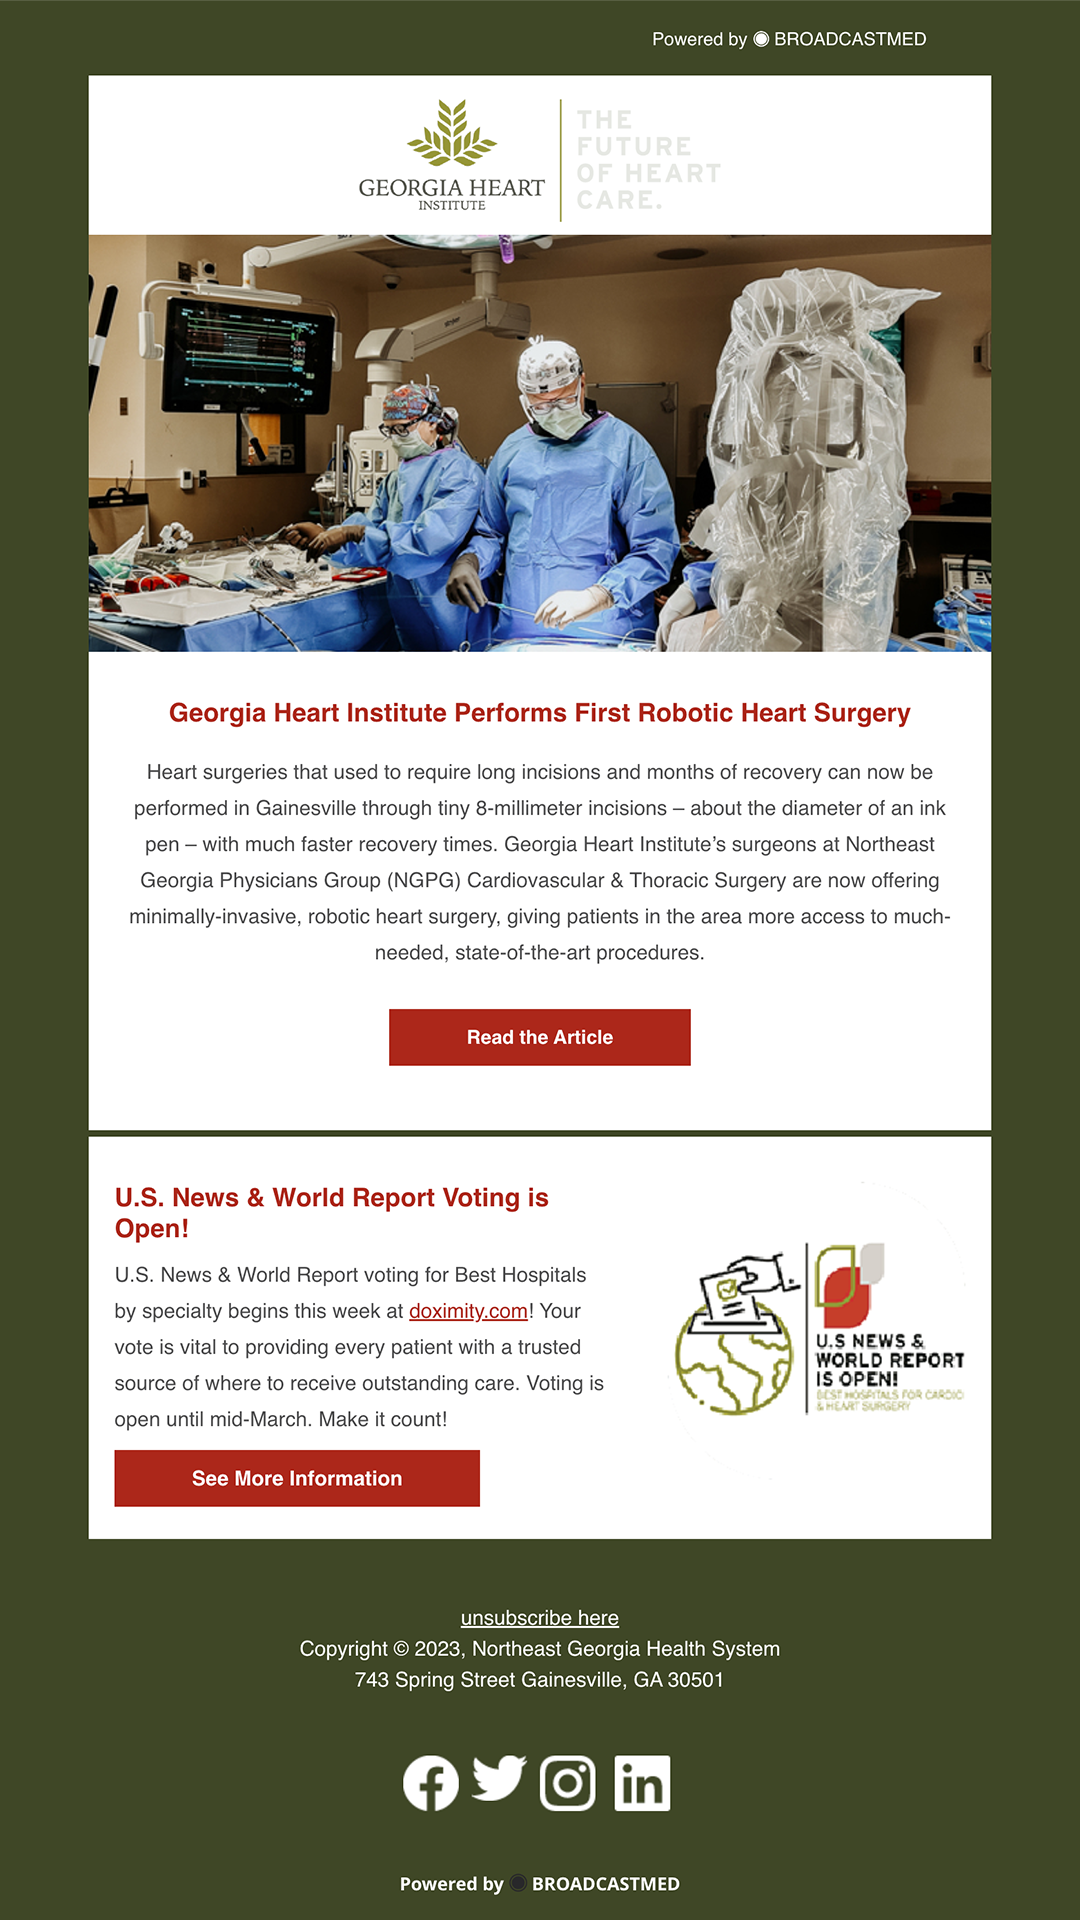 Powered by BROADCASTMED
GEORGIA HEART
INSTITUTE
THE
FUTURE
OF HEART
CARE.
Georgia Heart Institute Performs First Robotic Heart Surgery
Heart surgeries that used to require long incisions and months of recovery can now be
performed in Gainesville through tiny 8-millimeter incisions – about the diameter of an ink
pen – with much faster recovery times. Georgia Heart Institute’s surgeons at Northeast
Georgia Physicians Group (NGPG) Cardiovascular & Thoracic Surgery are now offering
minimally-invasive, robotic heart surgery, giving patients in the area more access to much-
needed, state-of-the-art procedures.
Read the Article
U.S. News & World Report Voting is
Open!
U.S. News & World Report voting for Best Hospitals
by specialty begins this week at doximity.com! Your
vote is vital to providing every patient with a trusted
source of where to receive outstanding care. Voting is
open until mid-March. Make it count!
See More Information
U.S NEWS &
WORLD REPORT
IS OPEN!
BEST HOSPITALS FOR CARDIO
& HEART SURGERY
unsubscribe here
Copyright © 2023, Northeast Georgia Health System
743 Spring Street Gainesville, GA 30501
Powered by BROADCASTMED